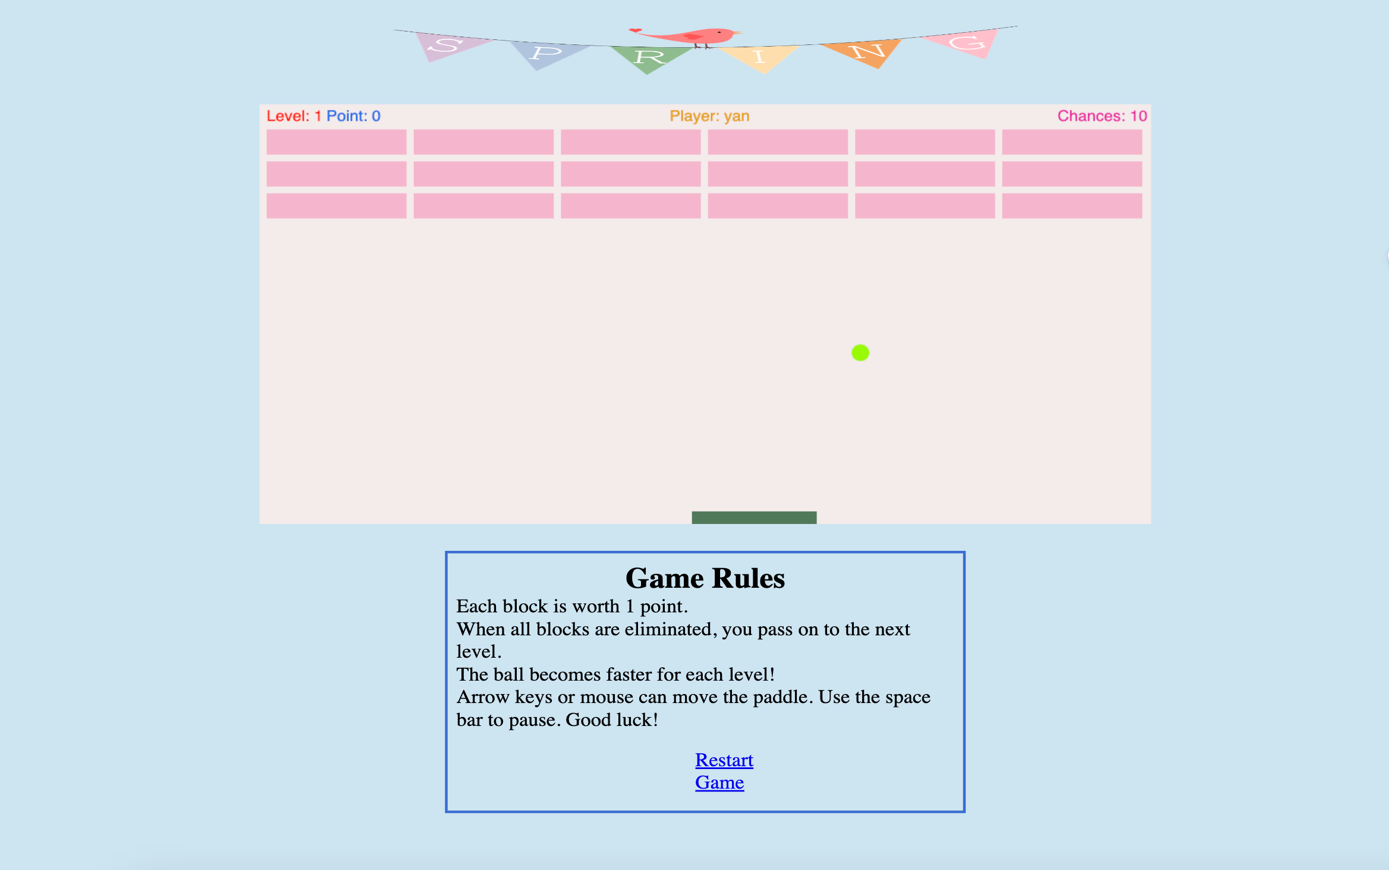 SPRING
Level: 1 Point: 0 Player: yan Chances: 10
Game Rules
Each block is worth 1 point.
When all blocks are eliminated, you pass on to the next
level.
The ball becomes faster for each level!
Arrow keys or mouse can move the paddle. Use the space
bar to pause. Good luck!
Restart
Game